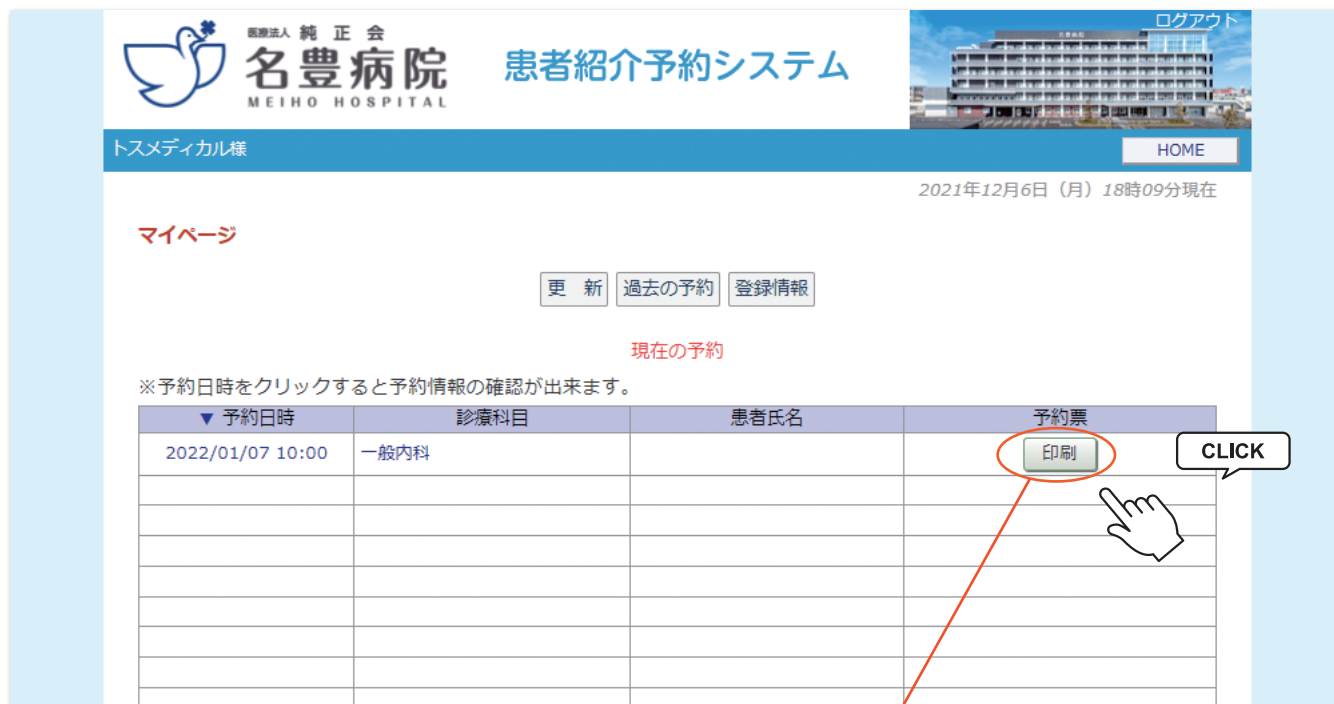 ログアウト
医療法人 純正会
名豊病院
MEIHO HOSPITAL
患者紹介予約システム
トスメディカル様
HOME
2021年12月6日（月）18時09分現在
マイページ
更　新 過去の予約 登録情報
現在の予約
※予約日時をクリックすると予約情報の確認が出来ます。
▼ 予約日時 診療科目 患者氏名 予約票
2022/01/07 10:00 一般内科 印刷
CLICK